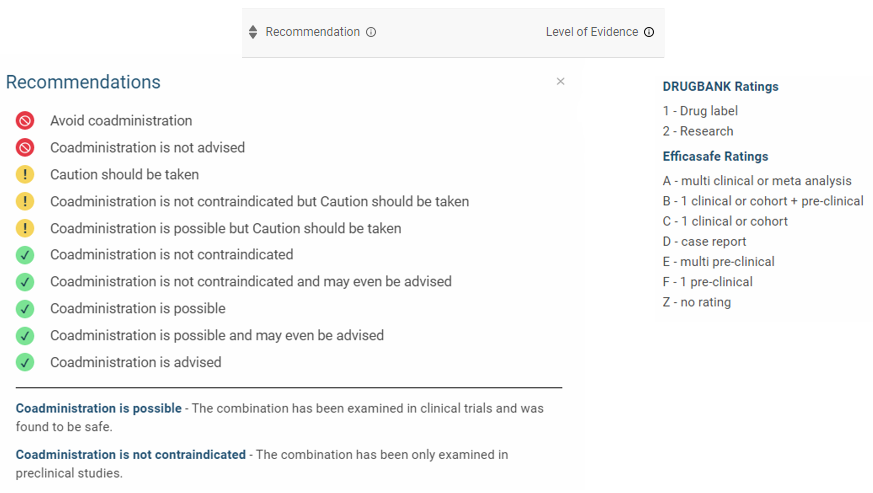 Recommendation
Level of Evidence
Recommendations
Avoid coadministration
Coadministration is not advised
Caution should be taken
Coadministration is not contraindicated but Caution should be taken
Coadministration is possible but Caution should be taken
Coadministration is not contraindicated
Coadministration is not contraindicated and may even be advised
Coadministration is possible
Coadministration is possible and may even be advised
Coadministration is advised
Coadministration is possible - The combination has been examined in clinical trials and was
found to be safe.
Coadministration is not contraindicated - The combination has been only examined in
preclinical studies.
DRUGBANK Ratings
1 - Drug label
2 - Research
Efficasafe Ratings
A - multi clinical or meta analysis
B - 1 clinical or cohort + pre-clinical
C - 1 clinical or cohort
D - case report
E - multi pre-clinical
F - 1 pre-clinical
Z - no rating